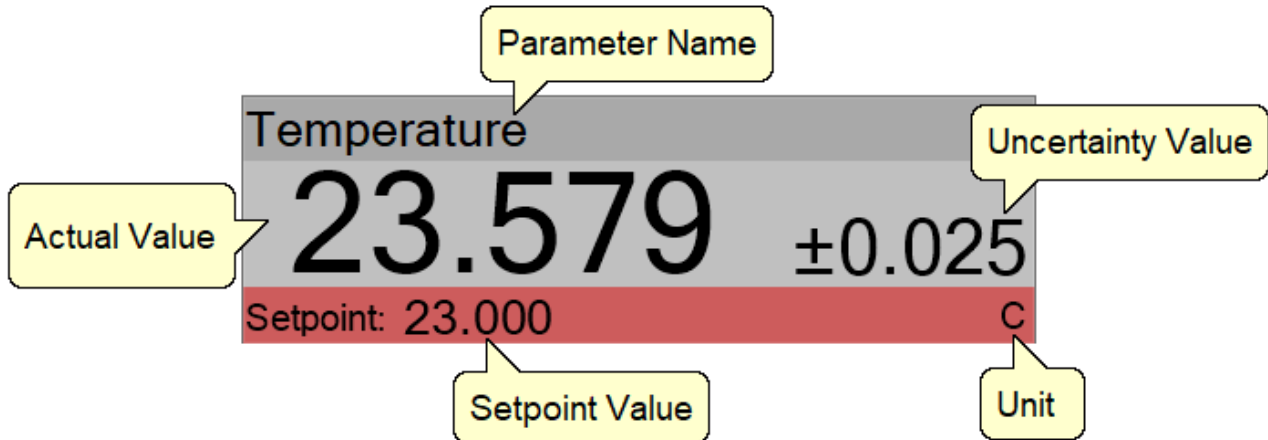 Parameter Name
Temperature
Uncertainty Value
Actual Value
23.579 ±0.025
Setpoint: 23.000 C
Setpoint Value
Unit